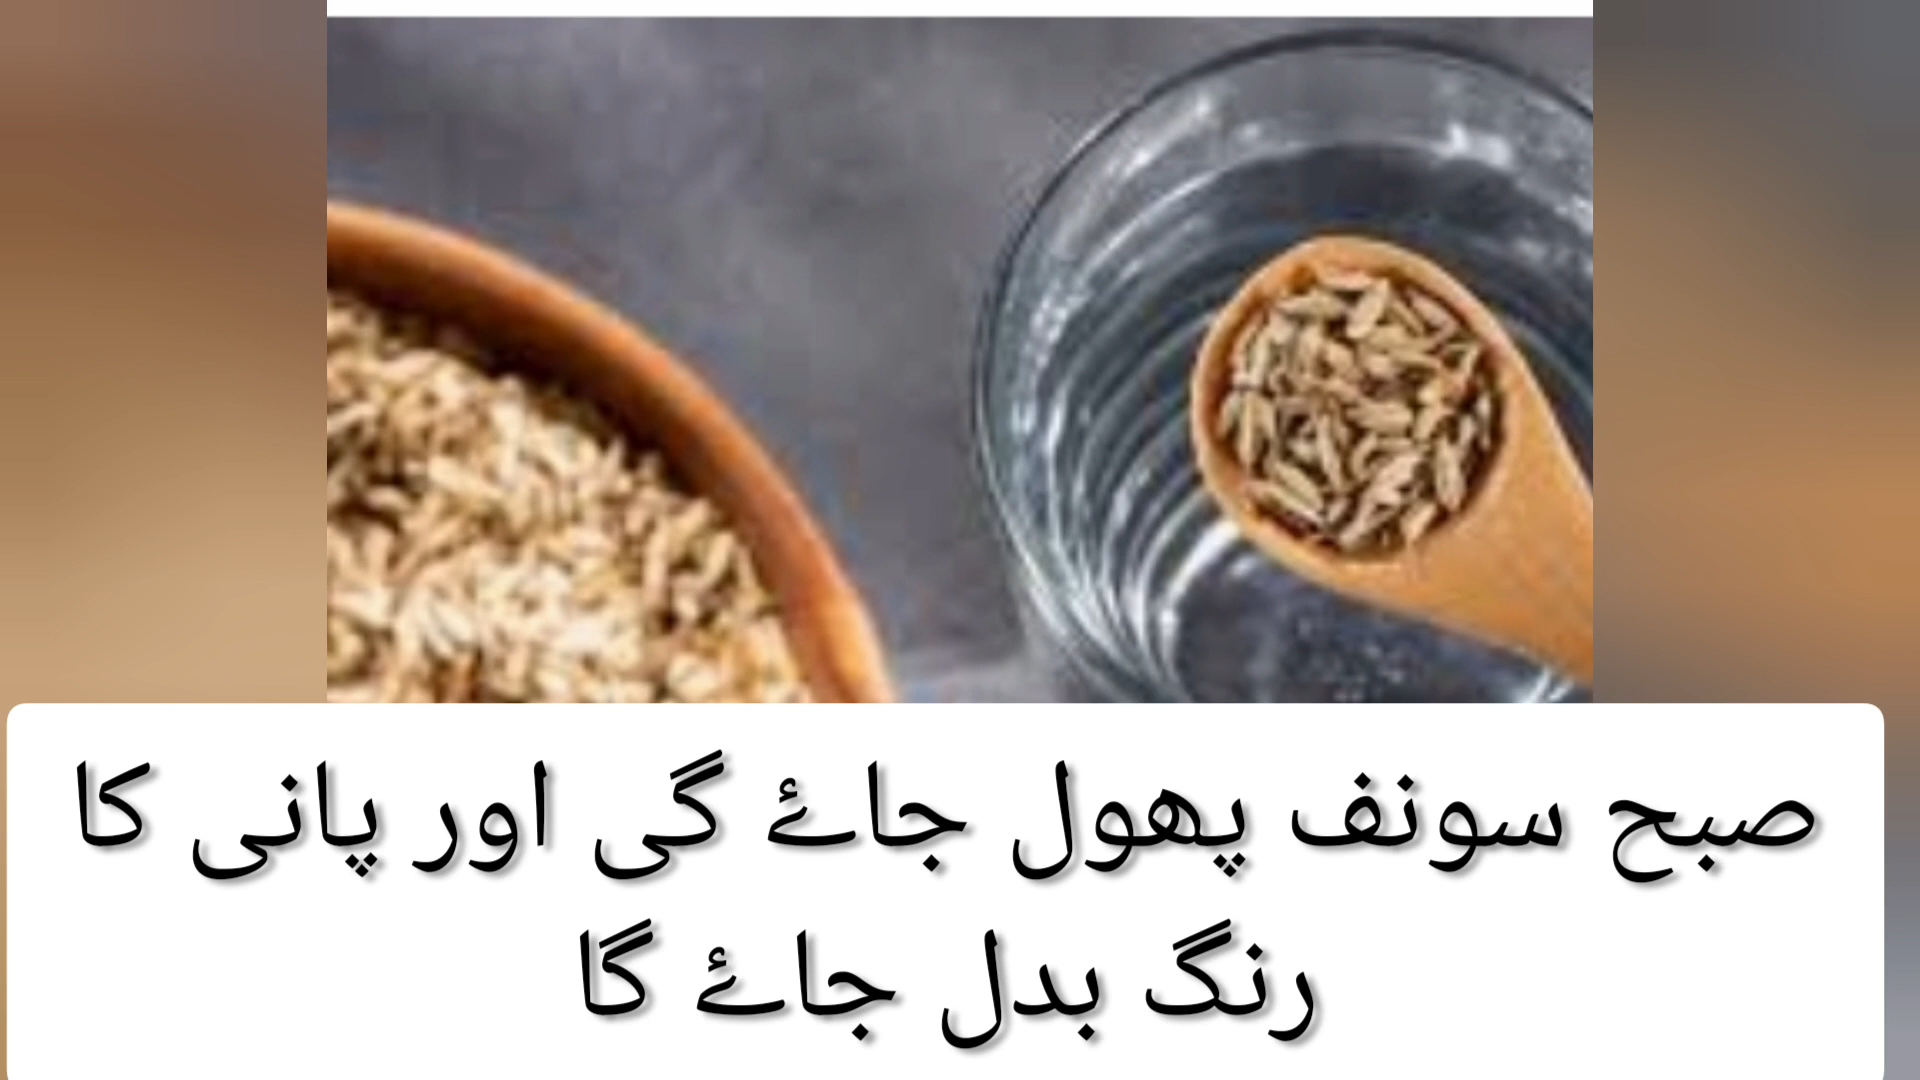 صبح سونف پھول جائے گی اور پانی کا
رنگ بدل جائے گا